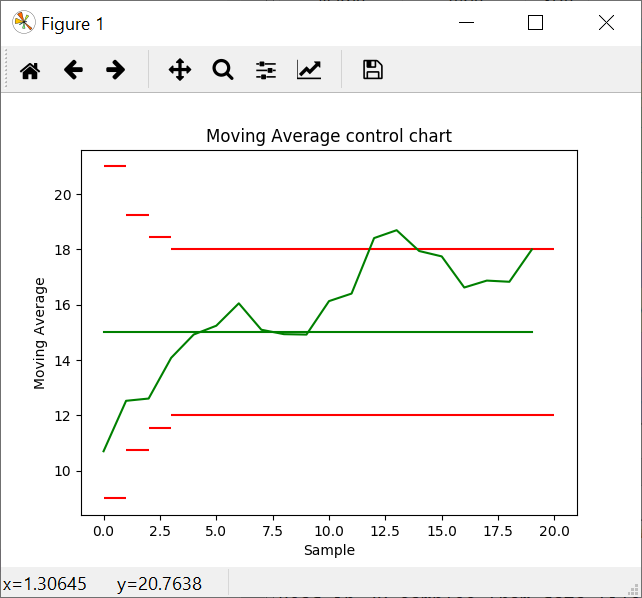 Figure 1
Moving Average control chart
20
18
16
14
12
10
Moving Average
0.0 2.5 5.0 7.5 10.0 12.5 15.0 17.5 20.0
Sample
x=1.30645 y=20.7638